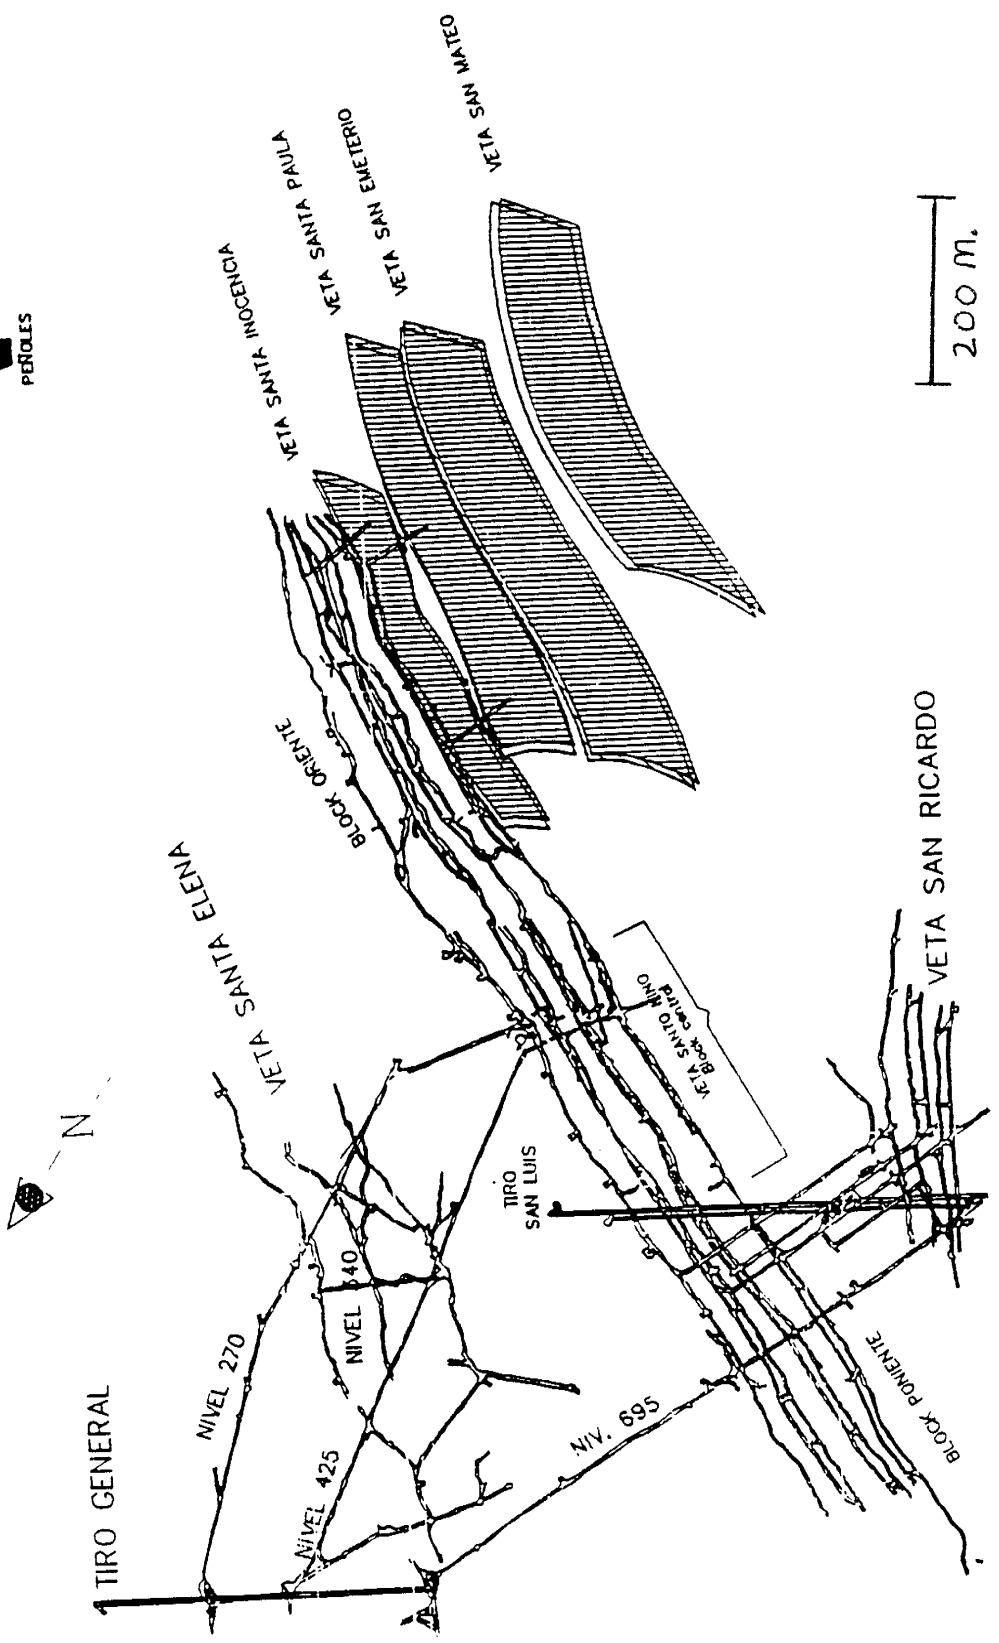 PEÑOLES
VETA SAN MATEO
VETA SAN EMETERIO
VETA SANTA PAULA
VETA SANTA INOCENCIA
BLOCK ORIENTE
VETA SANTA ELENA
N
200 m.
VETA SAN RICARDO
VETA SANTO NINO
Block central
TIRO
SAN LUIS
NIVEL 270
NIVEL 340
NIVEL 425
NIV. 695
TIRO GENERAL
BLOCK PONIENTE